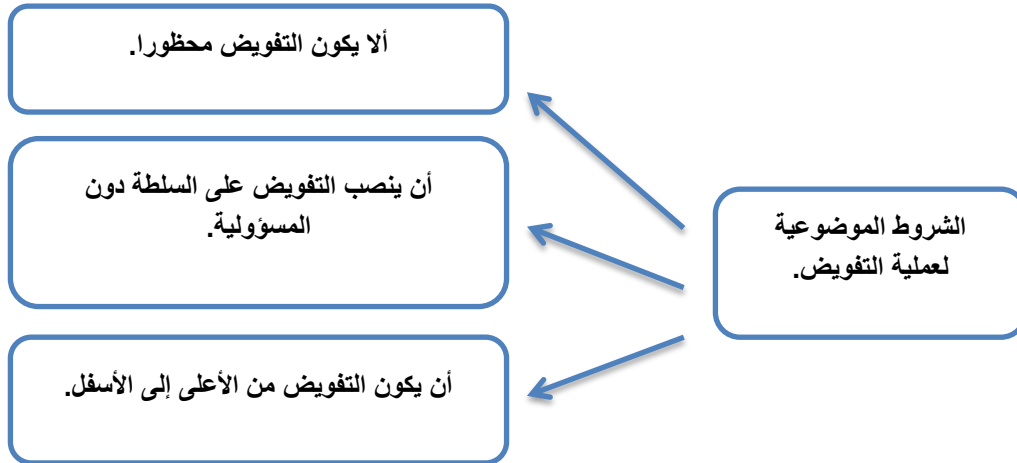 الشروط الموضوعية
لعملية التفويض.
ألا يكون التفويض محظورا.
أن ينصب التفويض على السلطة دون
المسؤولية.
أن يكون التفويض من الأعلى إلى الأسفل.